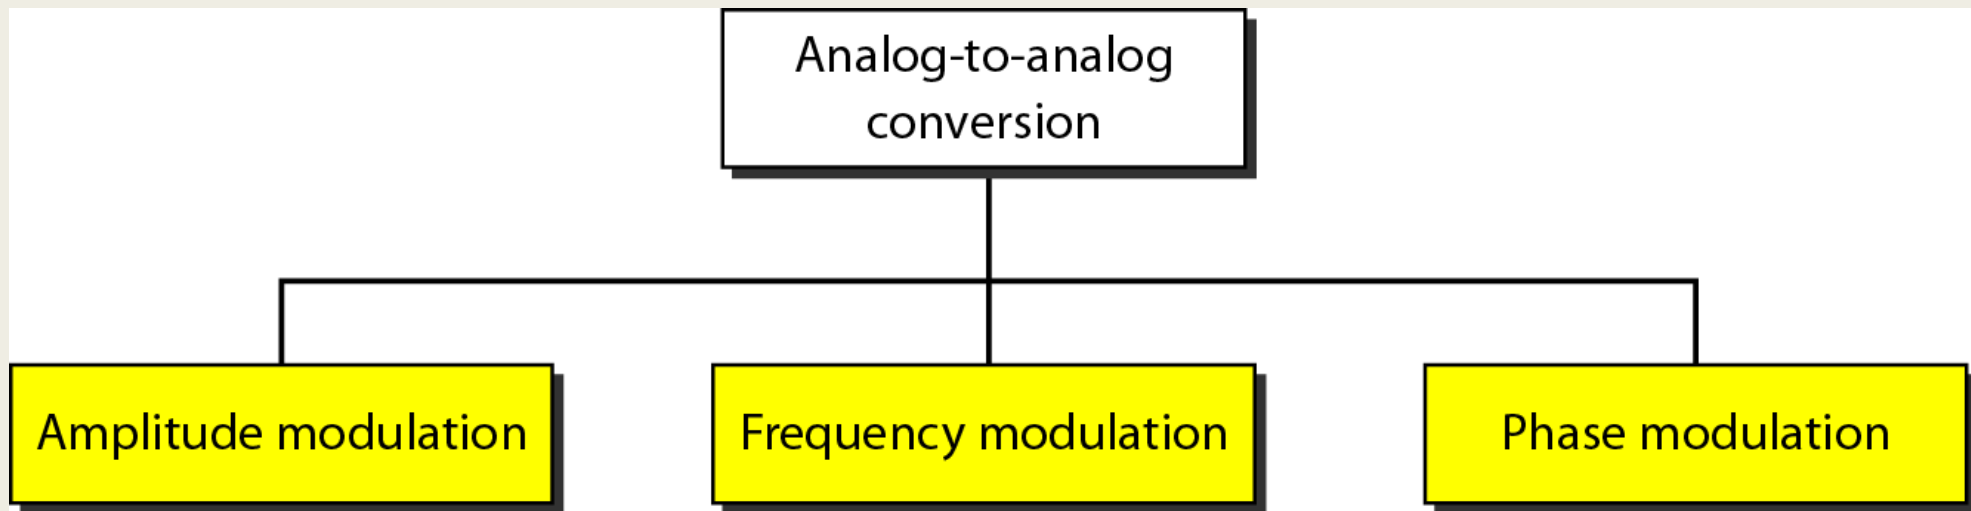 Analog-to-analog
conversion
Amplitude modulation
Frequency modulation
Phase modulation